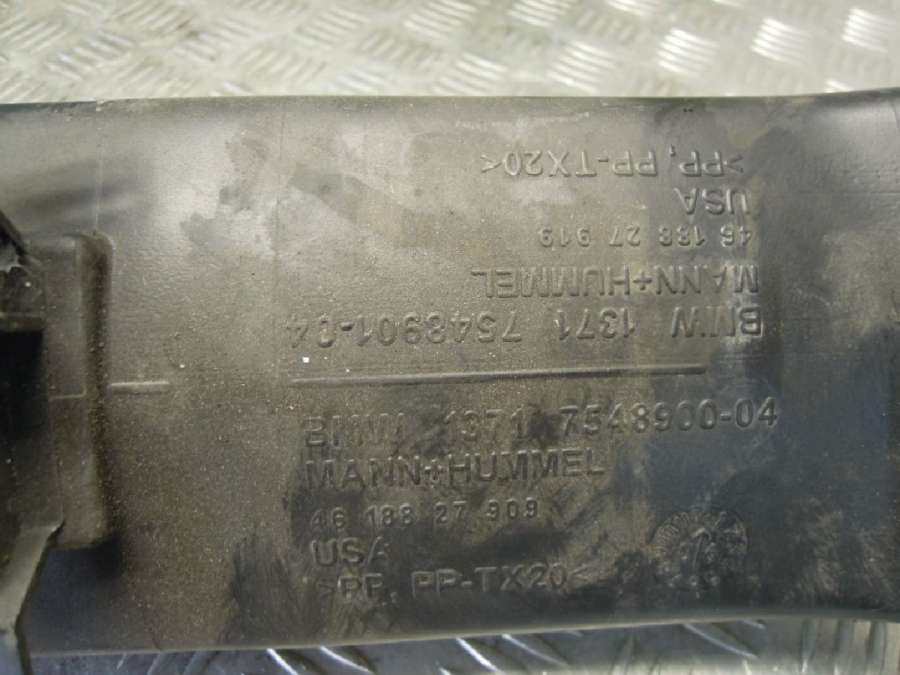 BMW 1371 7548900-04
MANN+HUMMEL
46 188 27 909
USA
>PP, PP-TX20<
BMW 1371 7548901-04
MANN+HUMMEL
46 188 27 919
USA
>PP, PP-TX20<